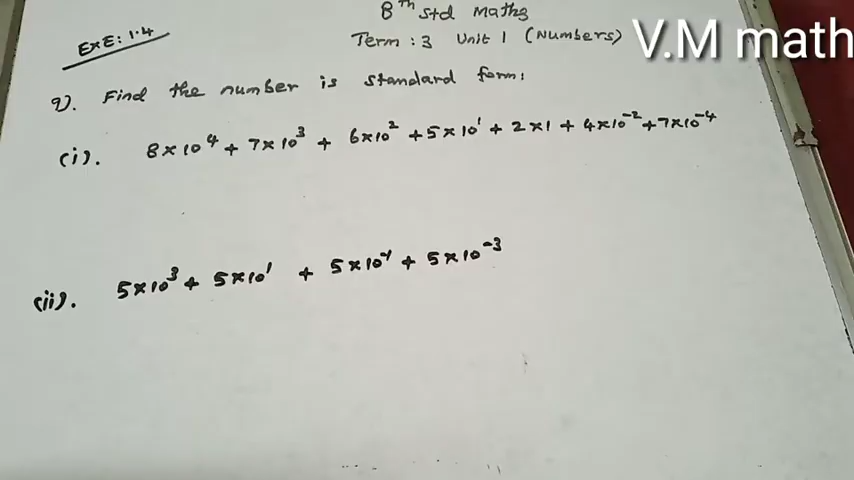 8ᵗʰ Std Maths
ExE: 1.4
Term : 3 Unit 1 (Numbers)
V.M math
9). Find the number is standard form:
(i). 8×10⁴ + 7×10³ + 6×10² + 5×10¹ + 2×1 + 4×10⁻² + 7×10⁻⁴
(ii). 5×10³ + 5×10¹ + 5×10⁻¹ + 5×10⁻³